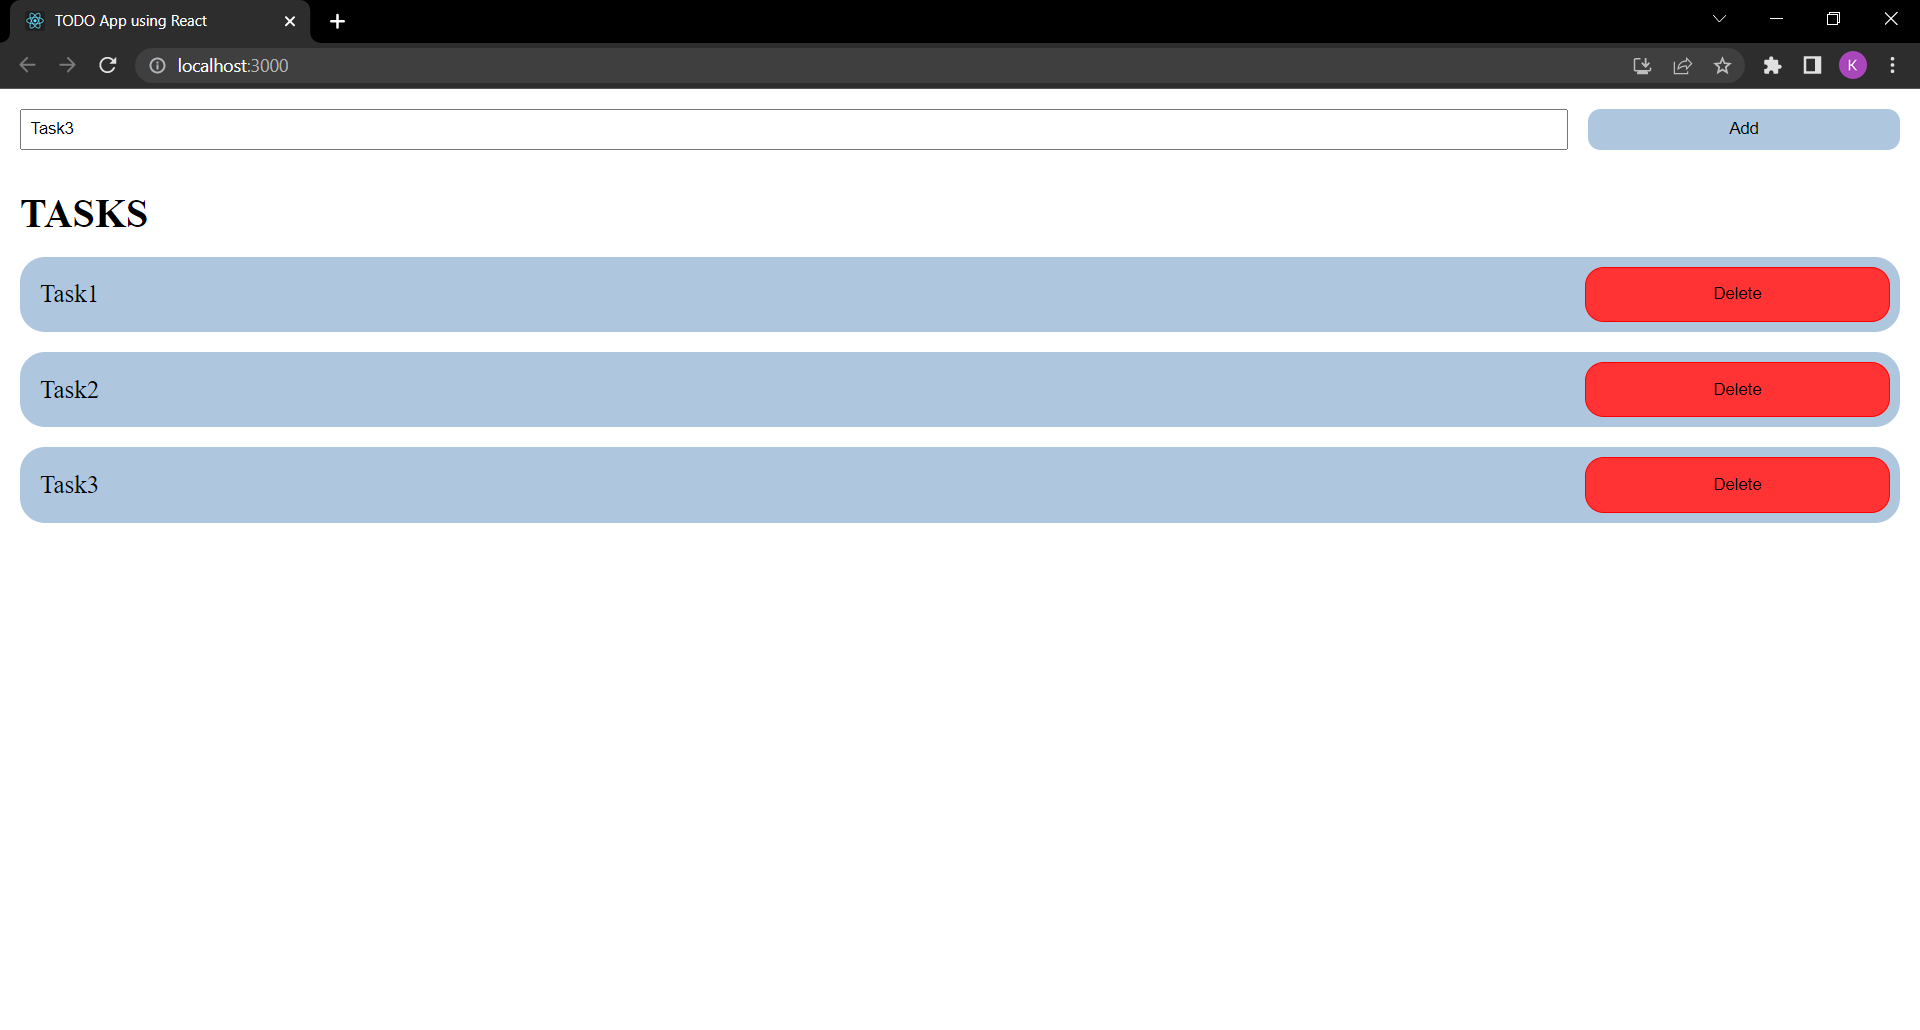 TODO App using React
localhost:3000
K
Task3
Add
TASKS
Task1
Delete
Task2
Delete
Task3
Delete